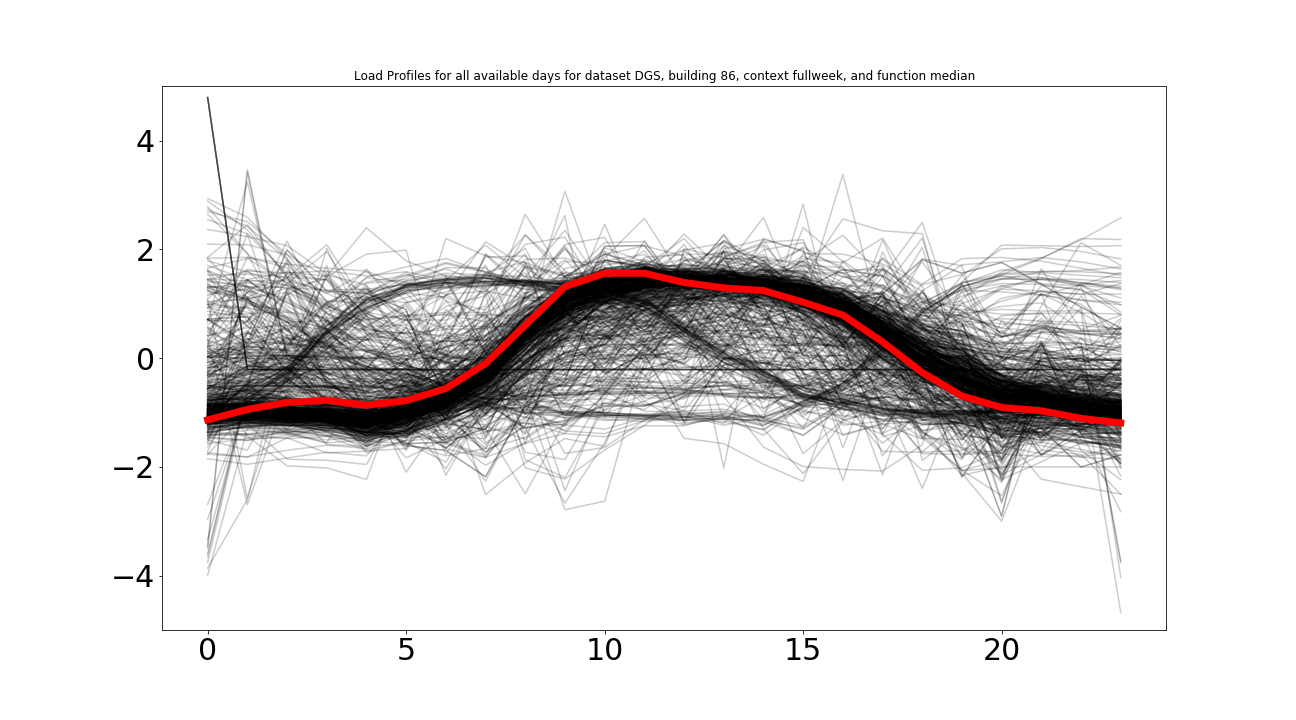 Load Profiles for all available days for dataset DGS, building 86, context fullweek, and function median
4
2
0
−2
−4
0 5 10 15 20